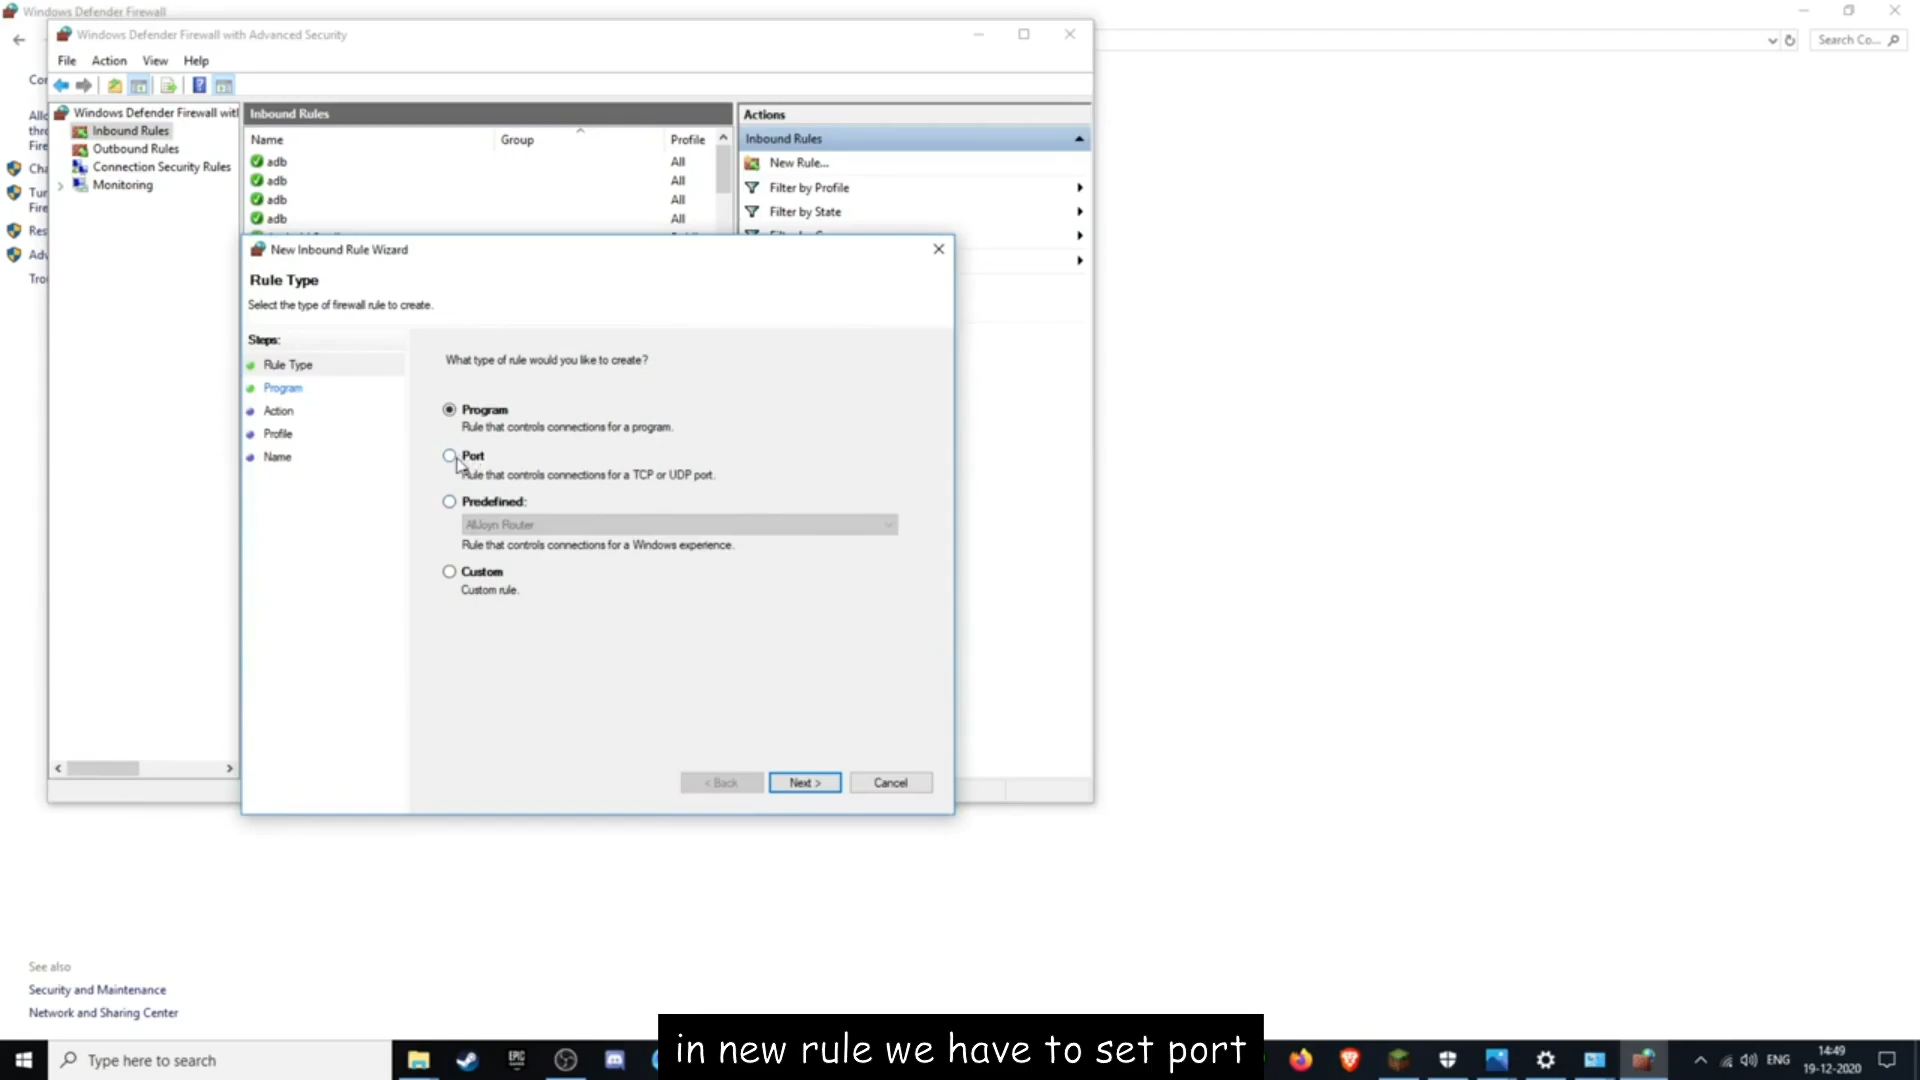 Windows Defender Firewall
Windows Defender Firewall with Advanced Security
Search Co...
File Action View Help
Windows Defender Firewall wit
Inbound Rules
Outbound Rules
Connection Security Rules
Monitoring
Inbound Rules
Name Group Profile
adb All
adb All
adb All
adb All
Actions
Inbound Rules
New Rule...
Filter by Profile
Filter by State
New Inbound Rule Wizard
Rule Type
Select the type of firewall rule to create.
Steps:
Rule Type
Program
Action
Profile
Name
What type of rule would you like to create?
Program
Rule that controls connections for a program.
Port
Rule that controls connections for a TCP or UDP port.
Predefined:
AllJoyn Router
Rule that controls connections for a Windows experience.
Custom
Custom rule.
< Back Next > Cancel
See also
Security and Maintenance
Network and Sharing Center
Type here to search
EPIC
in new rule we have to set port
ENG
14:49
19-12-2020